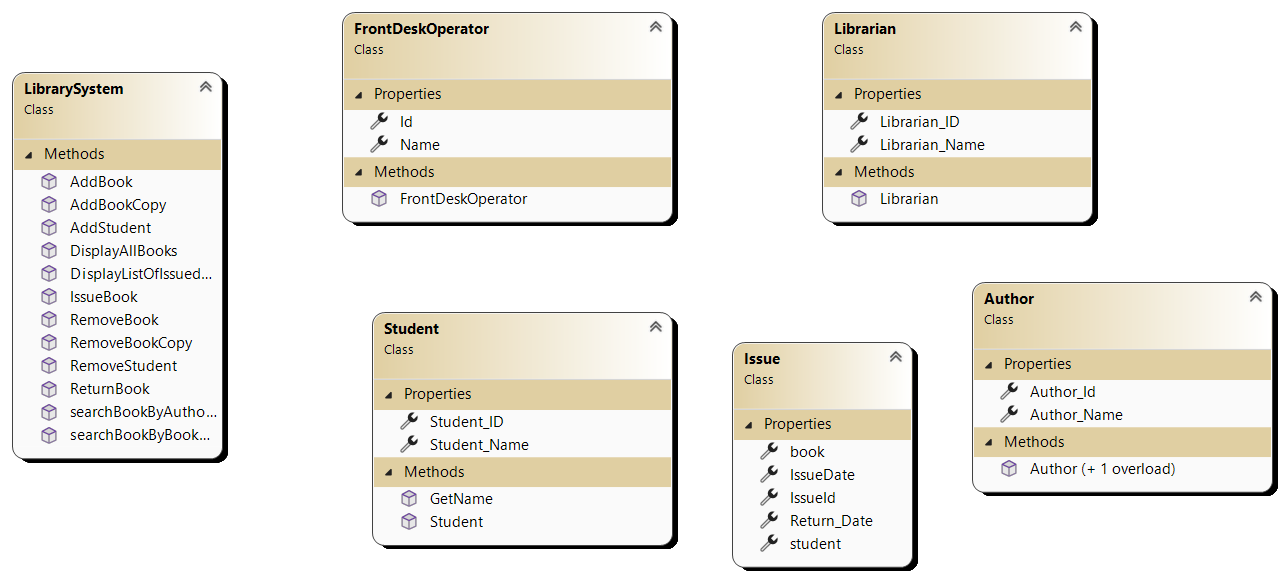 LibrarySystem
Class
Methods
AddBook
AddBookCopy
AddStudent
DisplayAllBooks
DisplayListOfIssued...
IssueBook
RemoveBook
RemoveBookCopy
RemoveStudent
ReturnBook
searchBookByAutho...
searchBookByBook...
FrontDeskOperator
Class
Properties
Id
Name
Methods
FrontDeskOperator
Librarian
Class
Properties
Librarian_ID
Librarian_Name
Methods
Librarian
Student
Class
Properties
Student_ID
Student_Name
Methods
GetName
Student
Issue
Class
Properties
book
IssueDate
IssueId
Return_Date
student
Author
Class
Properties
Author_Id
Author_Name
Methods
Author (+ 1 overload)